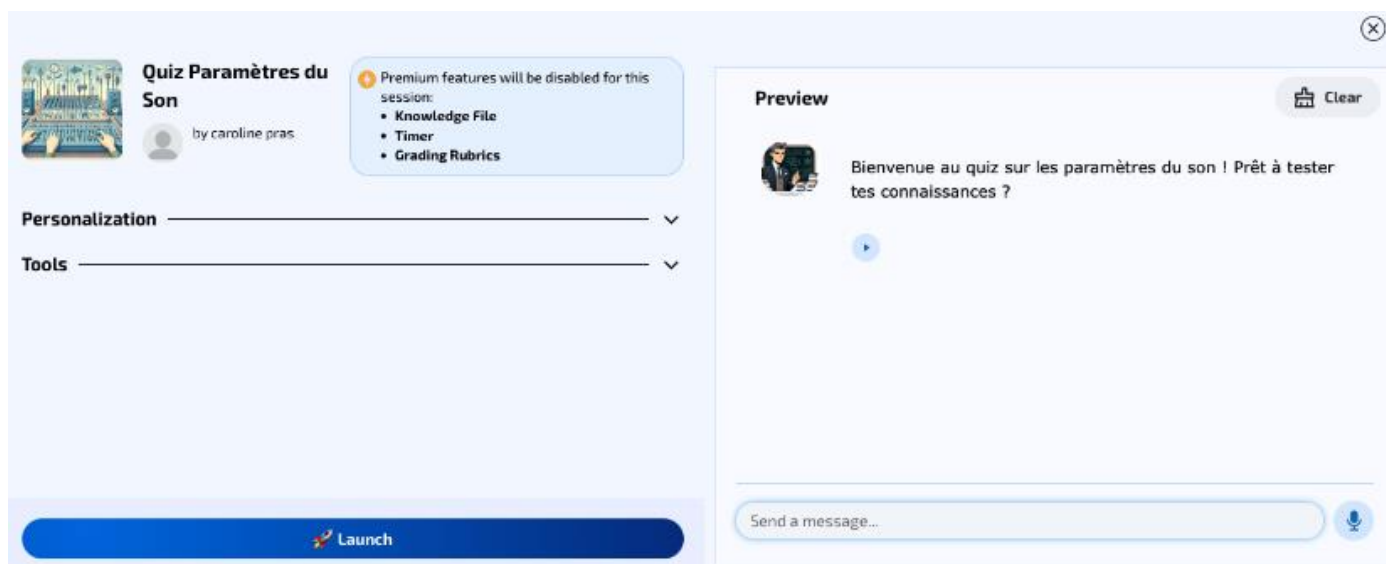 Quiz Paramètres du
Son
by caroline pras
Premium features will be disabled for this
session:
• Knowledge File
• Timer
• Grading Rubrics
Personalization
Tools
🚀 Launch
Preview
Clear
Bienvenue au quiz sur les paramètres du son ! Prêt à tester
tes connaissances ?
Send a message...